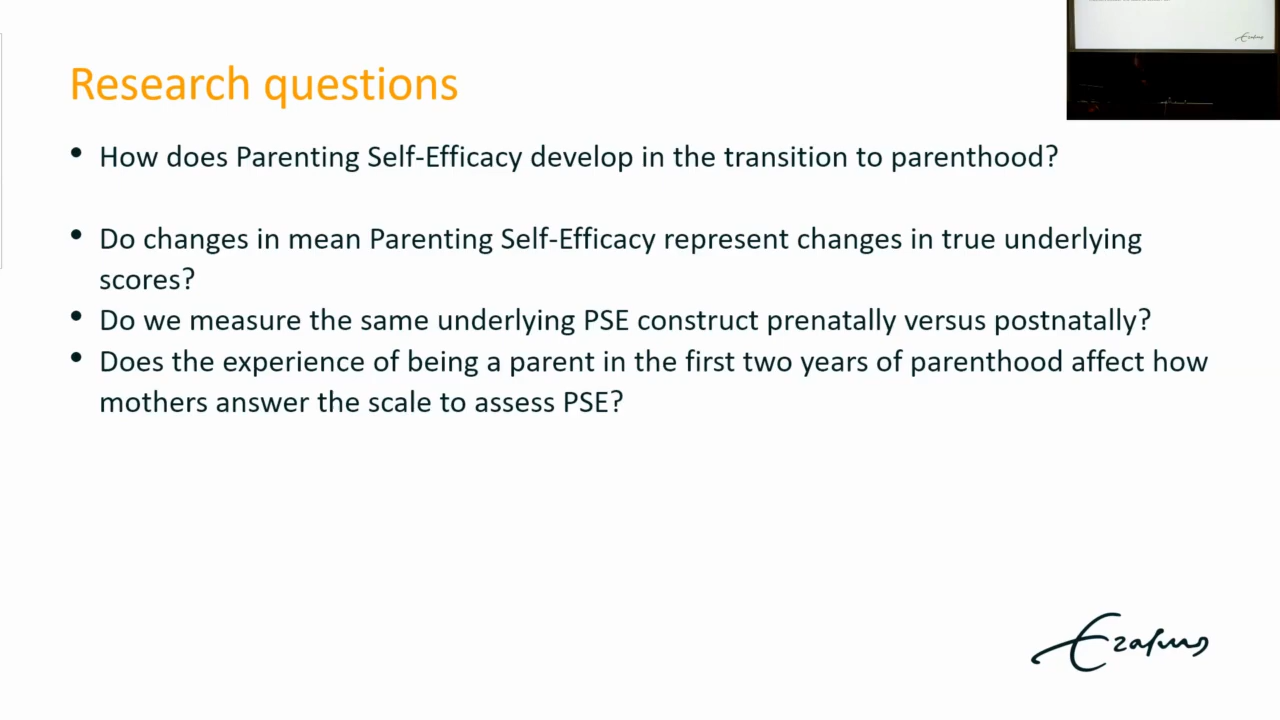 Research questions
• How does Parenting Self-Efficacy develop in the transition to parenthood?
• Do changes in mean Parenting Self-Efficacy represent changes in true underlying
scores?
• Do we measure the same underlying PSE construct prenatally versus postnatally?
• Does the experience of being a parent in the first two years of parenthood affect how
mothers answer the scale to assess PSE?
Erasmus